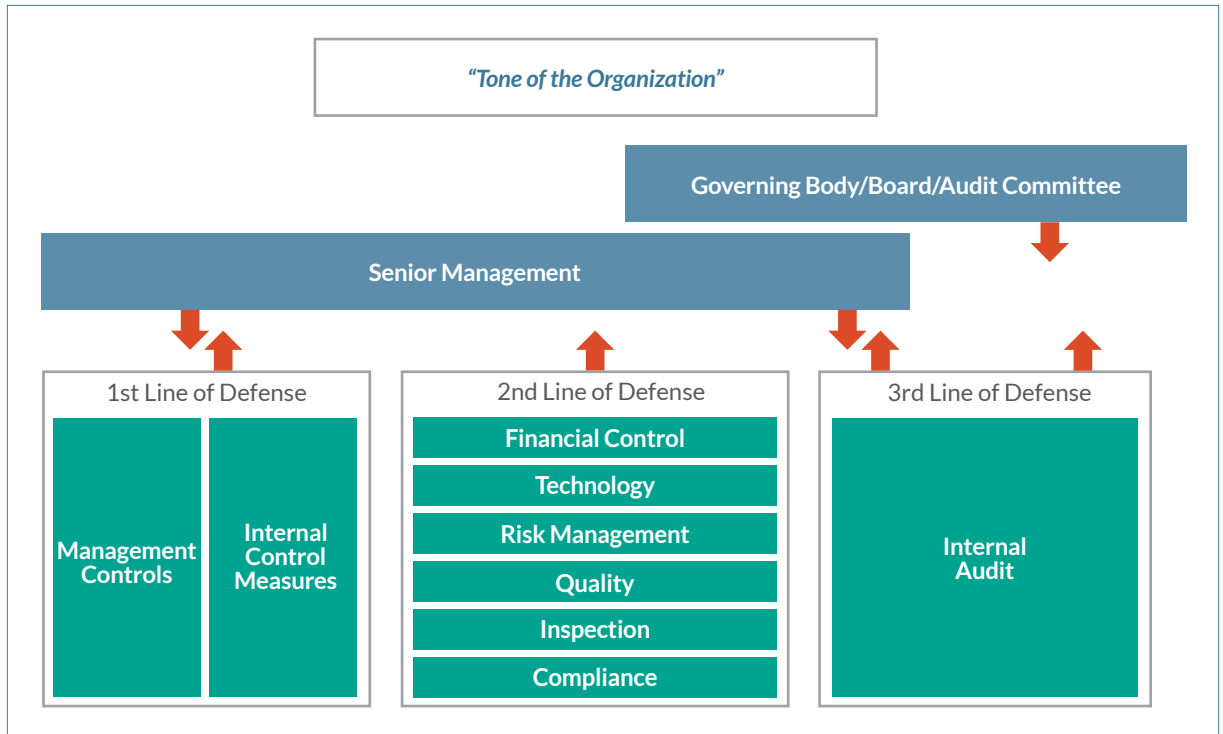 “Tone of the Organization”
Governing Body/Board/Audit Committee
Senior Management
1st Line of Defense
Management
Controls
Internal
Control
Measures
2nd Line of Defense
Financial Control
Technology
Risk Management
Quality
Inspection
Compliance
3rd Line of Defense
Internal
Audit